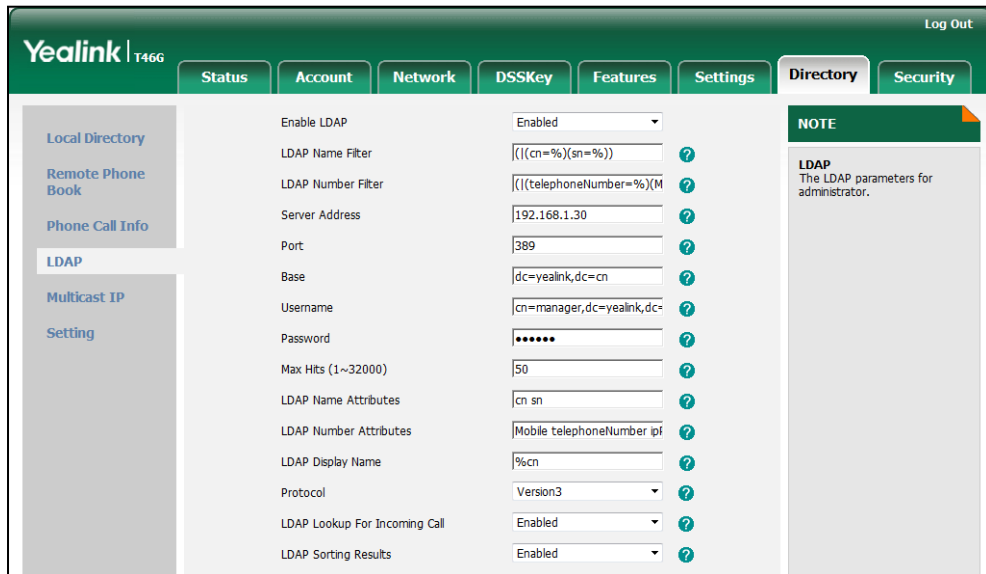 Log Out
Yealink T46G
Status Account Network DSSKey Features Settings Directory Security
Local Directory
Remote Phone
Book
Phone Call Info
LDAP
Multicast IP
Setting
Enable LDAP Enabled
LDAP Name Filter (|(cn=%)(sn=%))
LDAP Number Filter (|(telephoneNumber=%)(M
Server Address 192.168.1.30
Port 389
Base dc=yealink,dc=cn
Username cn=manager,dc=yealink,dc=
Password ••••••
Max Hits (1~32000) 50
LDAP Name Attributes cn sn
LDAP Number Attributes Mobile telephoneNumber ipP
LDAP Display Name %cn
Protocol Version3
LDAP Lookup For Incoming Call Enabled
LDAP Sorting Results Enabled
NOTE
LDAP
The LDAP parameters for
administrator.